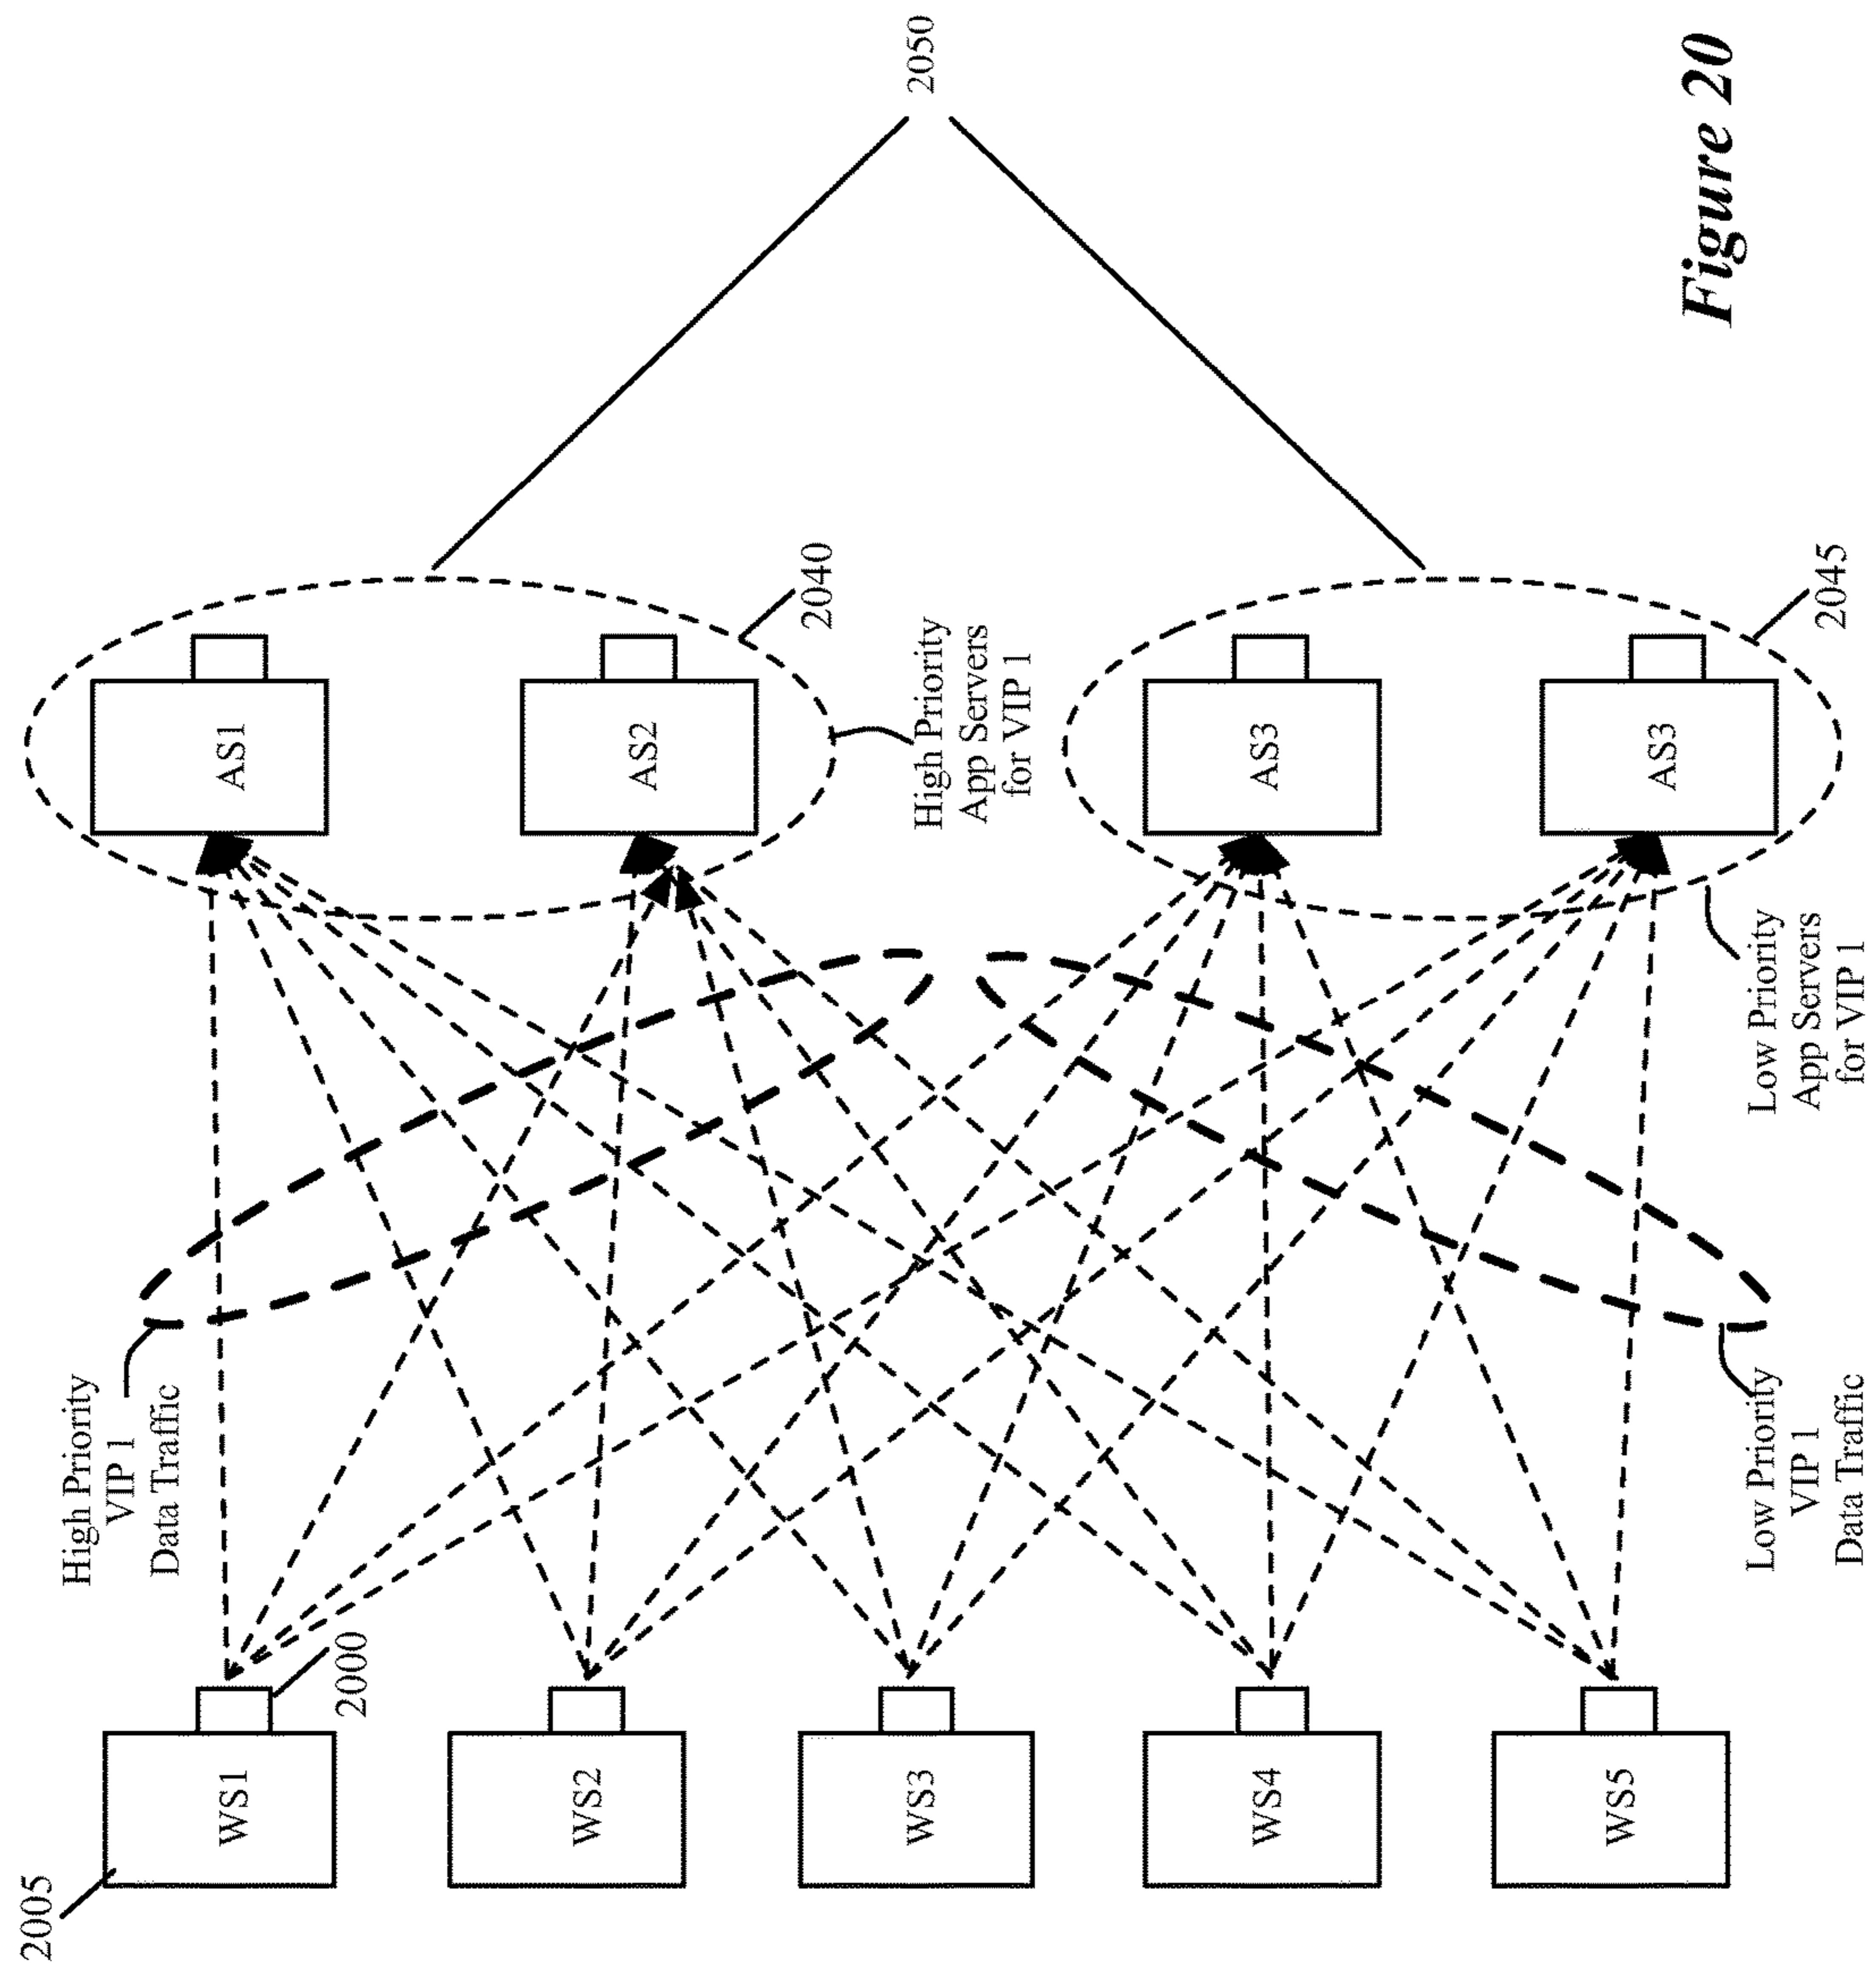 2005
WS1
2000
WS2
WS3
WS4
WS5
High Priority
VIP 1
Data Traffic
Low Priority
VIP 1
Data Traffic
AS1
AS2
AS3
AS3
2040
High Priority
App Servers
for VIP 1
2045
Low Priority
App Servers
for VIP 1
2050
Figure 20